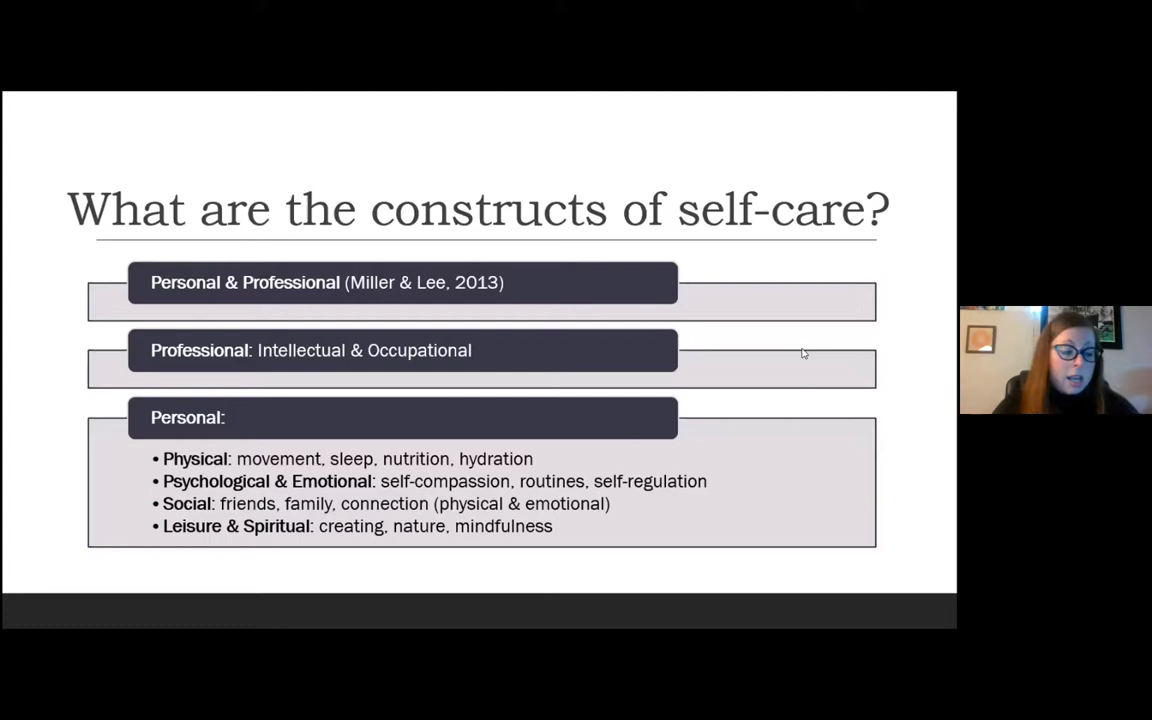 What are the constructs of self-care?
Personal & Professional (Miller & Lee, 2013)
Professional: Intellectual & Occupational
Personal:
• Physical: movement, sleep, nutrition, hydration
• Psychological & Emotional: self-compassion, routines, self-regulation
• Social: friends, family, connection (physical & emotional)
• Leisure & Spiritual: creating, nature, mindfulness